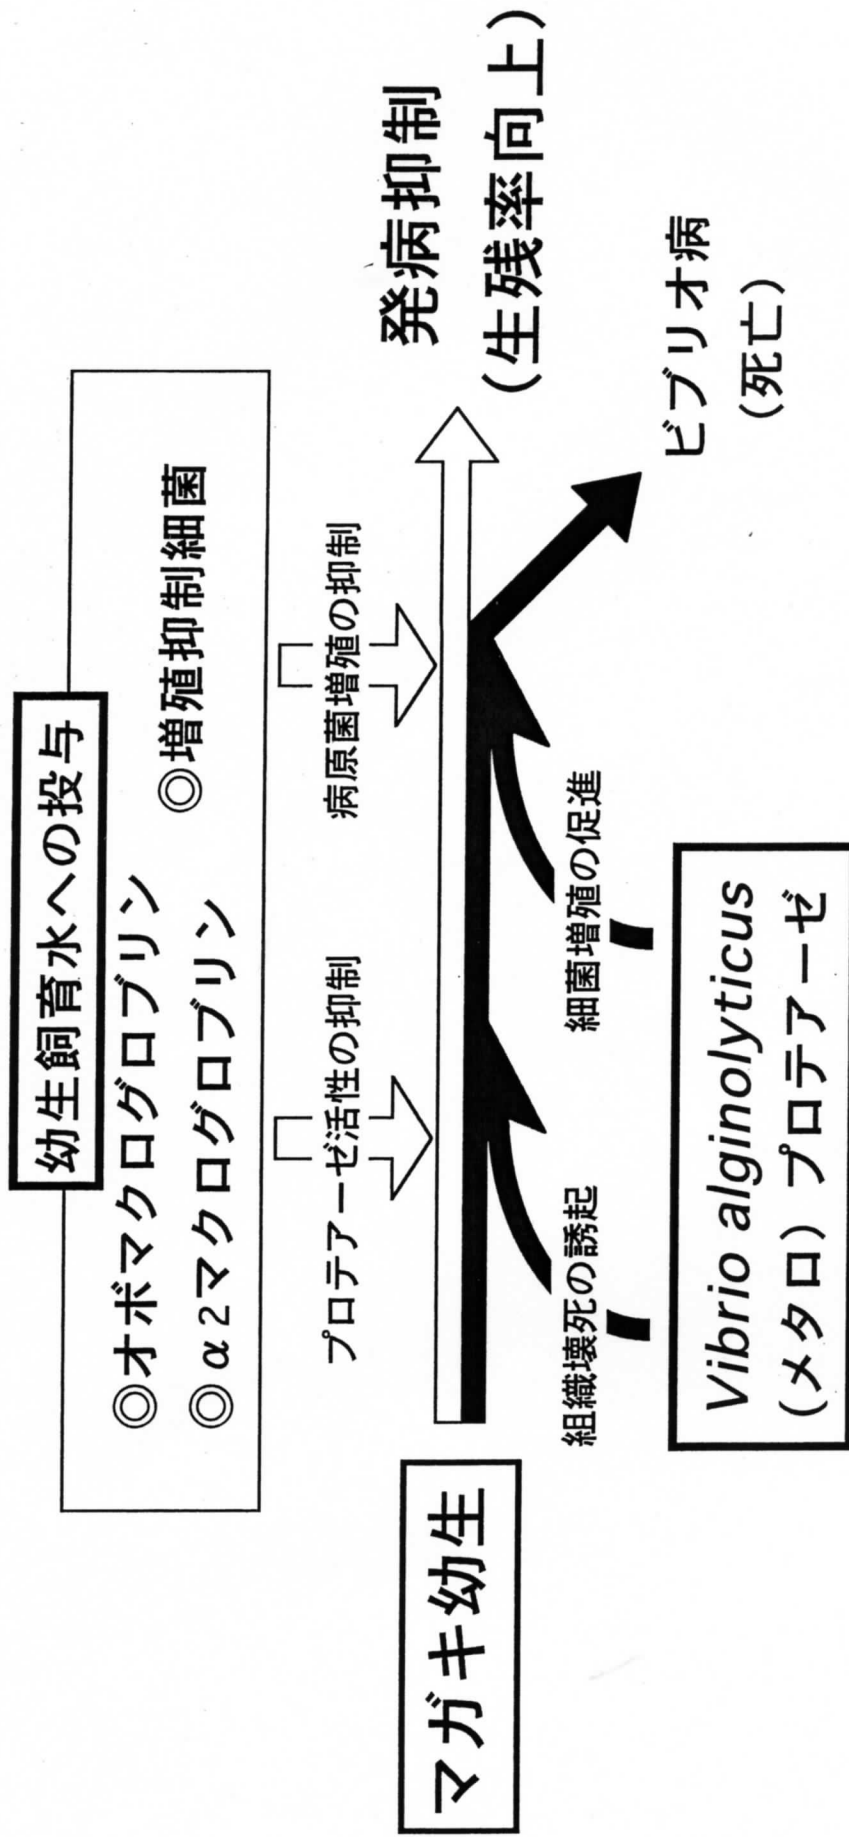 幼生飼育水への投与
◎オボマクログロブリン
◎α2マクログロブリン
◎増殖抑制細菌
プロテアーゼ活性の抑制
病原菌増殖の抑制
マガキ幼生
発病抑制
(生残率向上)
組織壊死の誘起
細菌増殖の促進
ビブリオ病
(死亡)
Vibrio alginolyticus
(メタロ) プロテアーゼ